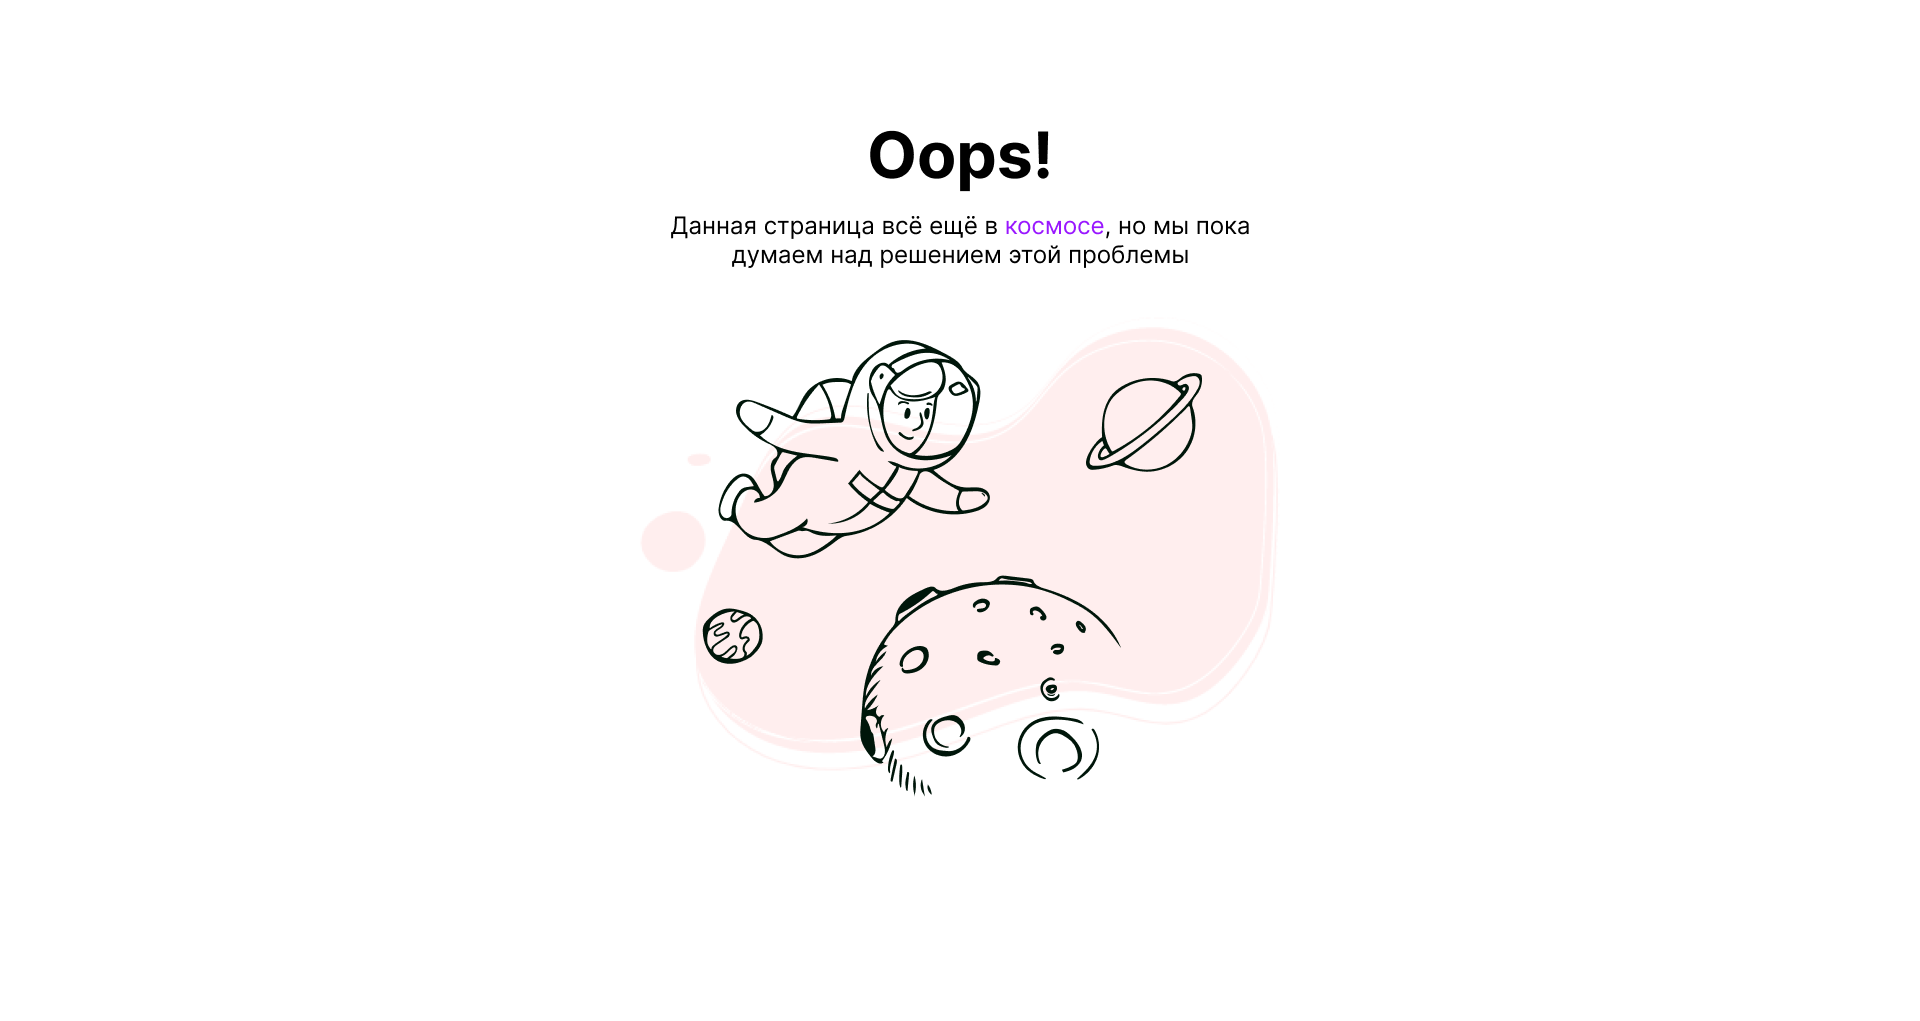 Oops!
Данная страница всё ещё в космосе, но мы пока
думаем над решением этой проблемы